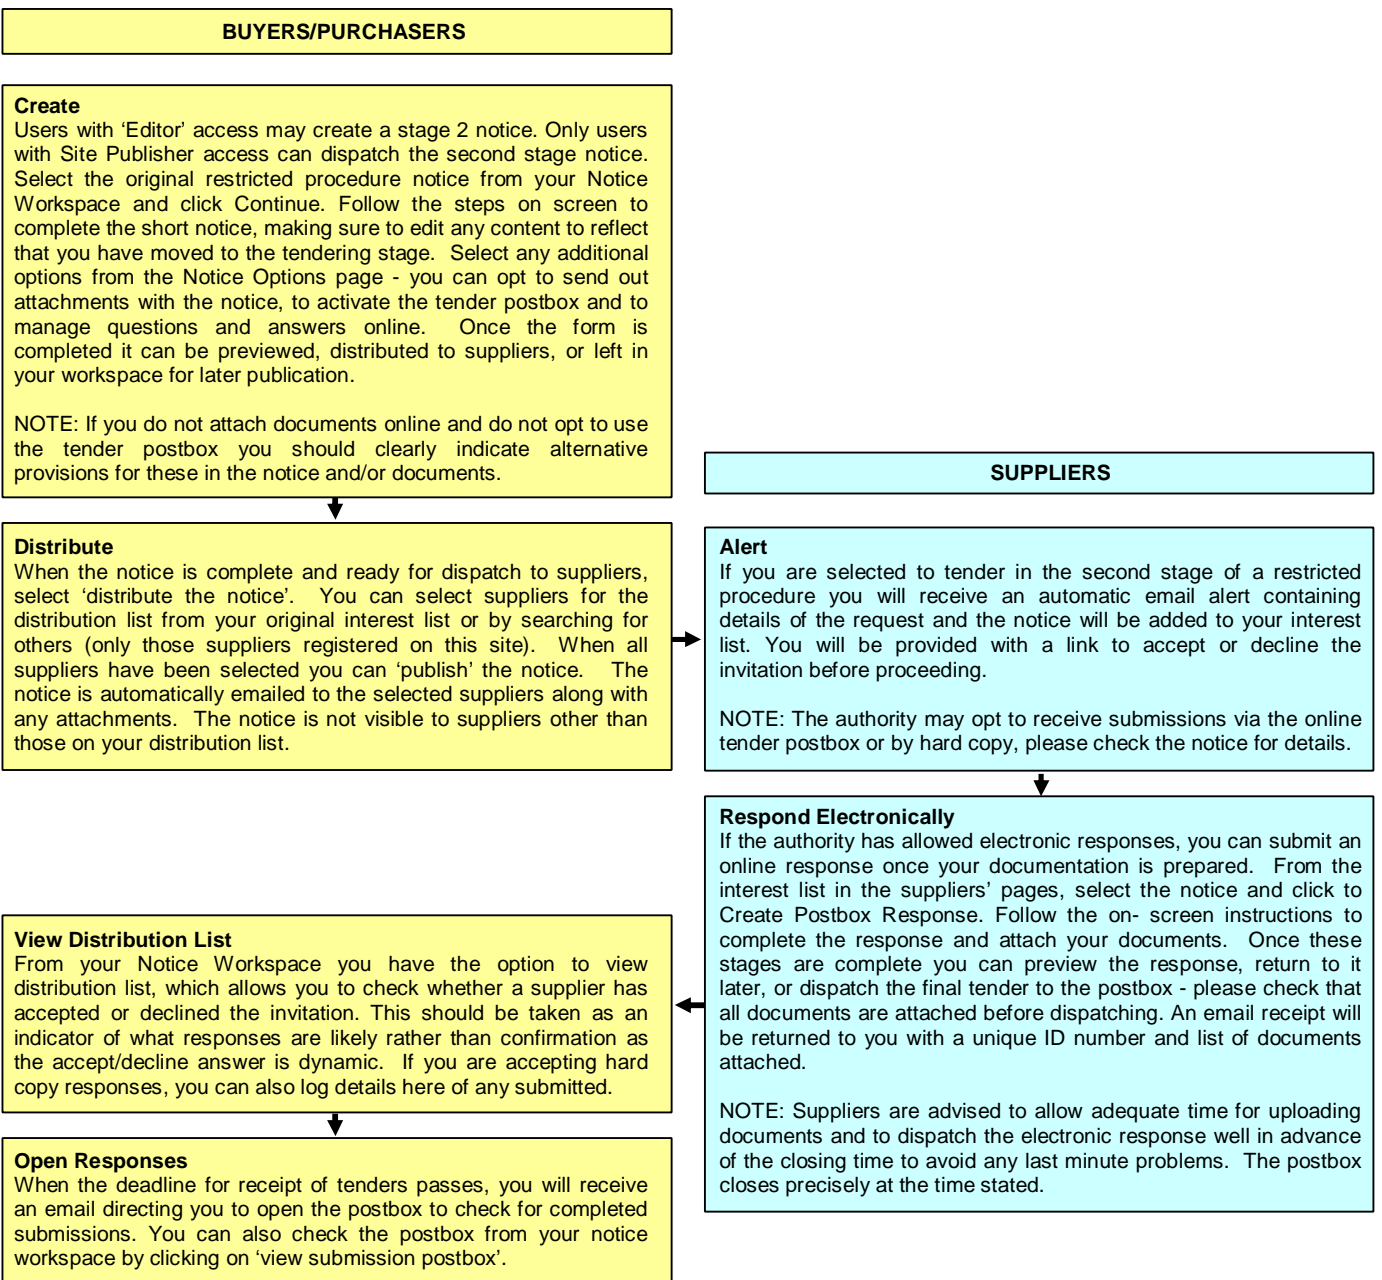 BUYERS/PURCHASERS
Create
Users with ‘Editor’ access may create a stage 2 notice. Only users
with Site Publisher access can dispatch the second stage notice.
Select the original restricted procedure notice from your Notice
Workspace and click Continue. Follow the steps on screen to
complete the short notice, making sure to edit any content to reflect
that you have moved to the tendering stage. Select any additional
options from the Notice Options page - you can opt to send out
attachments with the notice, to activate the tender postbox and to
manage questions and answers online. Once the form is
completed it can be previewed, distributed to suppliers, or left in
your workspace for later publication.
NOTE: If you do not attach documents online and do not opt to use
the tender postbox you should clearly indicate alternative
provisions for these in the notice and/or documents.
SUPPLIERS
Distribute
When the notice is complete and ready for dispatch to suppliers,
select ‘distribute the notice’. You can select suppliers for the
distribution list from your original interest list or by searching for
others (only those suppliers registered on this site). When all
suppliers have been selected you can ‘publish’ the notice. The
notice is automatically emailed to the selected suppliers along with
any attachments. The notice is not visible to suppliers other than
those on your distribution list.
Alert
If you are selected to tender in the second stage of a restricted
procedure you will receive an automatic email alert containing
details of the request and the notice will be added to your interest
list. You will be provided with a link to accept or decline the
invitation before proceeding.
NOTE: The authority may opt to receive submissions via the online
tender postbox or by hard copy, please check the notice for details.
Respond Electronically
If the authority has allowed electronic responses, you can submit an
online response once your documentation is prepared. From the
interest list in the suppliers’ pages, select the notice and click to
Create Postbox Response. Follow the on- screen instructions to
complete the response and attach your documents. Once these
stages are complete you can preview the response, return to it
later, or dispatch the final tender to the postbox - please check that
all documents are attached before dispatching. An email receipt will
be returned to you with a unique ID number and list of documents
attached.
NOTE: Suppliers are advised to allow adequate time for uploading
documents and to dispatch the electronic response well in advance
of the closing time to avoid any last minute problems. The postbox
closes precisely at the time stated.
View Distribution List
From your Notice Workspace you have the option to view
distribution list, which allows you to check whether a supplier has
accepted or declined the invitation. This should be taken as an
indicator of what responses are likely rather than confirmation as
the accept/decline answer is dynamic. If you are accepting hard
copy responses, you can also log details here of any submitted.
Open Responses
When the deadline for receipt of tenders passes, you will receive
an email directing you to open the postbox to check for completed
submissions. You can also check the postbox from your notice
workspace by clicking on ‘view submission postbox’.